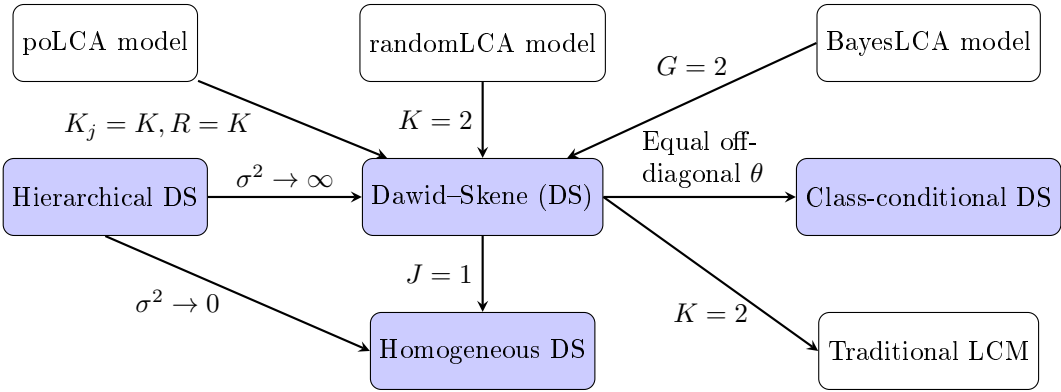 poLCA model
randomLCA model
BayesLCA model
G = 2
K_j = K, R = K
K = 2
Equal off-
diagonal θ
σ² → ∞
Hierarchical DS
Dawid–Skene (DS)
Class-conditional DS
J = 1
σ² → 0
K = 2
Homogeneous DS
Traditional LCM